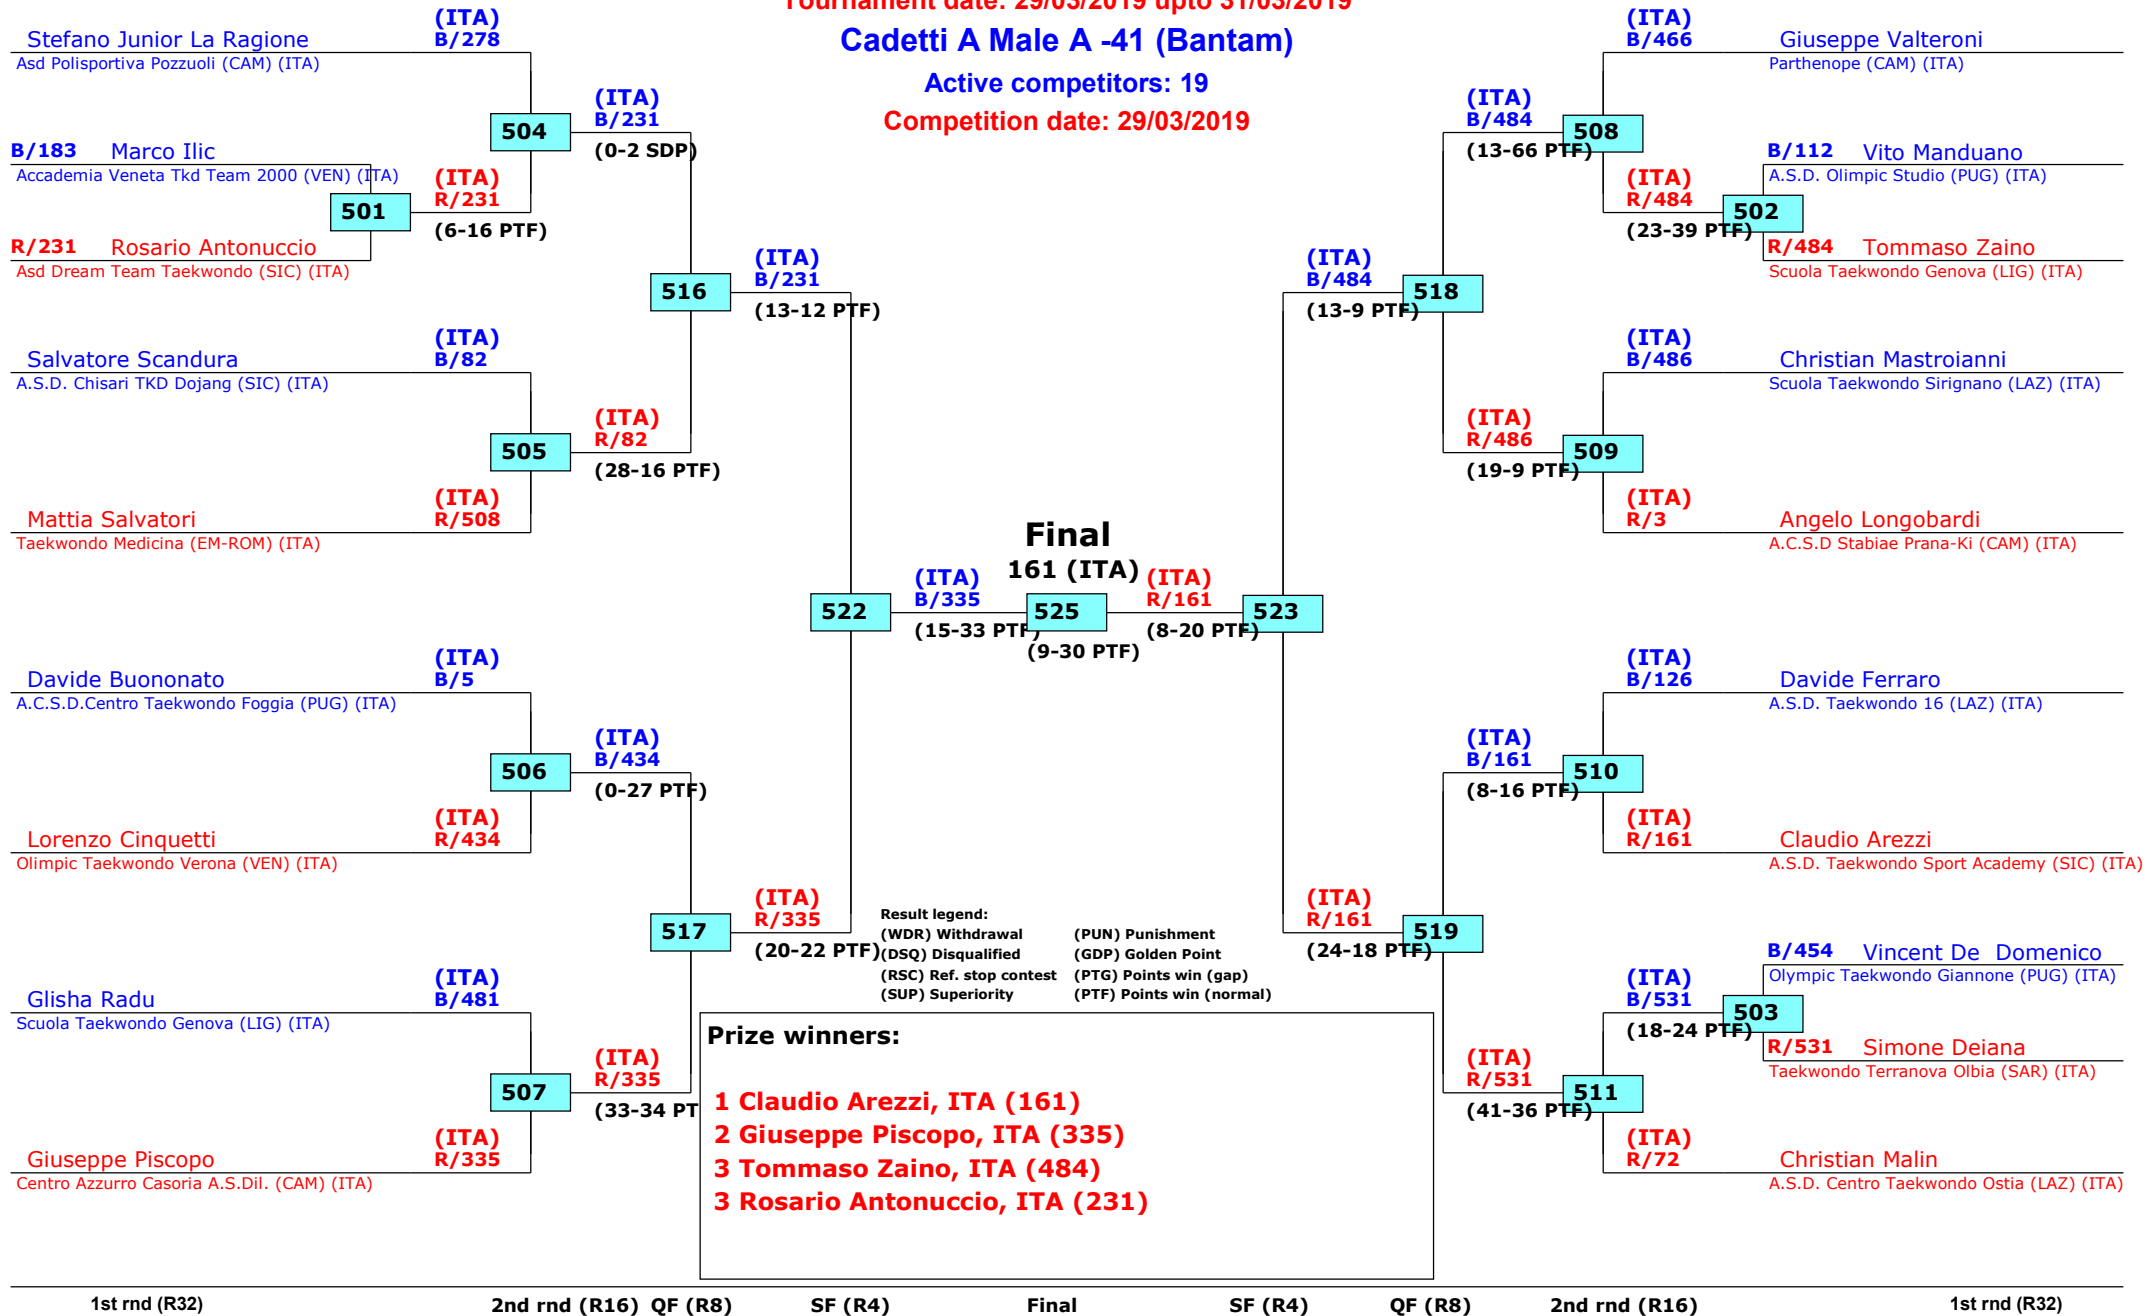 Tournament date: 29/03/2019 upto 31/03/2019
Cadetti A Male A -41 (Bantam)
Active competitors: 19
Competition date: 29/03/2019
(ITA)
Stefano Junior La Ragione B/278
Asd Polisportiva Pozzuoli (CAM) (ITA)
504
(ITA)
B/231
(0-2 SDP)
B/183 Marco Ilic
Accademia Veneta Tkd Team 2000 (VEN) (ITA)
501
(ITA)
R/231
(6-16 PTF)
R/231 Rosario Antonuccio
Asd Dream Team Taekwondo (SIC) (ITA)
516
(ITA)
B/231
(13-12 PTF)
(ITA)
Salvatore Scandura B/82
A.S.D. Chisari TKD Dojang (SIC) (ITA)
505
(ITA)
R/82
(28-16 PTF)
(ITA)
Mattia Salvatori R/508
Taekwondo Medicina (EM-ROM) (ITA)
522
(ITA)
B/335
(15-33 PTF)
Final
161 (ITA)
525
(9-30 PTF)
(ITA)
R/161
(8-20 PTF)
523
(ITA)
Davide Buononato B/5
A.C.S.D.Centro Taekwondo Foggia (PUG) (ITA)
506
(ITA)
B/434
(0-27 PTF)
(ITA)
Lorenzo Cinquetti R/434
Olimpic Taekwondo Verona (VEN) (ITA)
517
(ITA)
R/335
(20-22 PTF)
(ITA)
Glisha Radu B/481
Scuola Taekwondo Genova (LIG) (ITA)
507
(ITA)
R/335
(33-34 PT
(ITA)
Giuseppe Piscopo R/335
Centro Azzurro Casoria A.S.Dil. (CAM) (ITA)
(ITA)
B/466 Giuseppe Valteroni
Parthenope (CAM) (ITA)
(ITA)
B/484
(13-66 PTF)
508
B/112 Vito Manduano
A.S.D. Olimpic Studio (PUG) (ITA)
(ITA)
R/484
(23-39 PTF)
502
R/484 Tommaso Zaino
Scuola Taekwondo Genova (LIG) (ITA)
(ITA)
B/484
(13-9 PTF)
518
(ITA)
B/486 Christian Mastroianni
Scuola Taekwondo Sirignano (LAZ) (ITA)
(ITA)
R/486
(19-9 PTF)
509
(ITA)
R/3 Angelo Longobardi
A.C.S.D Stabiae Prana-Ki (CAM) (ITA)
(ITA)
B/126 Davide Ferraro
A.S.D. Taekwondo 16 (LAZ) (ITA)
(ITA)
B/161
(8-16 PTF)
510
(ITA)
R/161 Claudio Arezzi
A.S.D. Taekwondo Sport Academy (SIC) (ITA)
(ITA)
R/161
(24-18 PTF)
519
B/454 Vincent De Domenico
Olympic Taekwondo Giannone (PUG) (ITA)
(ITA)
B/531
(18-24 PTF)
503
R/531 Simone Deiana
Taekwondo Terranova Olbia (SAR) (ITA)
(ITA)
R/531
(41-36 PTF)
511
(ITA)
R/72 Christian Malin
A.S.D. Centro Taekwondo Ostia (LAZ) (ITA)
Result legend:
(WDR) Withdrawal (PUN) Punishment
(DSQ) Disqualified (GDP) Golden Point
(RSC) Ref. stop contest (PTG) Points win (gap)
(SUP) Superiority (PTF) Points win (normal)
Prize winners:
1 Claudio Arezzi, ITA (161)
2 Giuseppe Piscopo, ITA (335)
3 Tommaso Zaino, ITA (484)
3 Rosario Antonuccio, ITA (231)
1st rnd (R32) 2nd rnd (R16) QF (R8) SF (R4) Final SF (R4) QF (R8) 2nd rnd (R16) 1st rnd (R32)